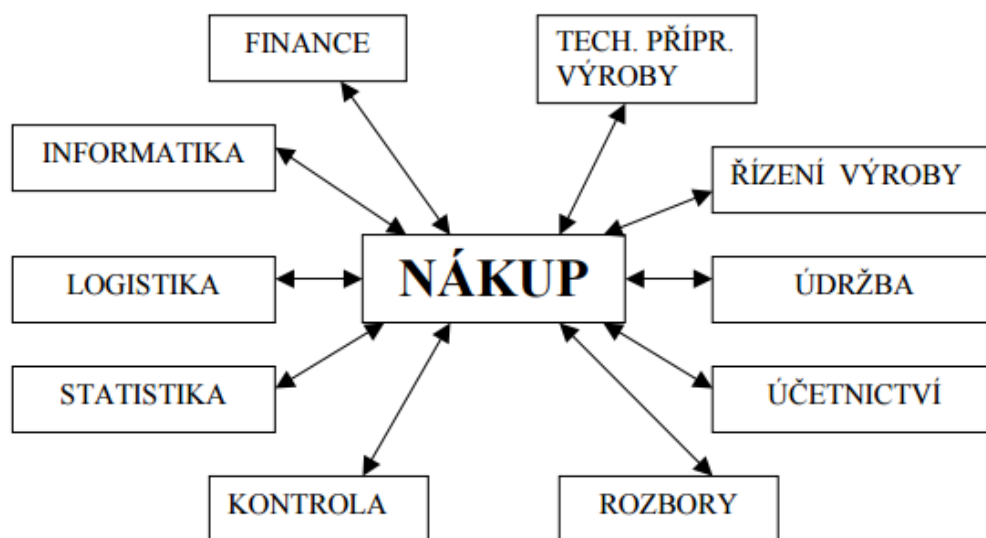 FINANCE
TECH. PŘÍPR.
VÝROBY
INFORMATIKA
ŘÍZENÍ VÝROBY
NÁKUP
LOGISTIKA
ÚDRŽBA
STATISTIKA
ÚČETNICTVÍ
KONTROLA
ROZBORY